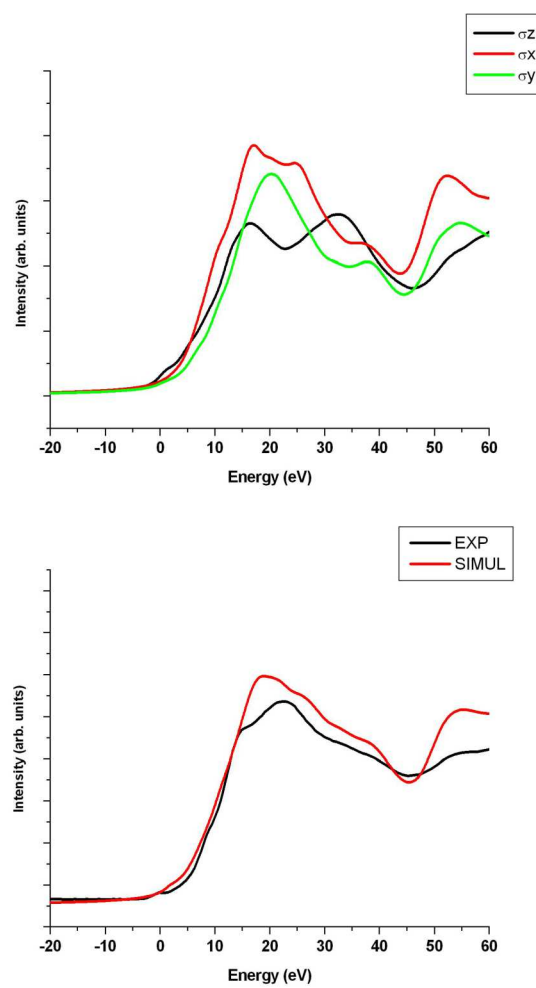 σz
σx
σy
Intensity (arb. units)
-20 -10 0 10 20 30 40 50 60
Energy (eV)
EXP
SIMUL
Intensity (arb. units)
-20 -10 0 10 20 30 40 50 60
Energy (eV)